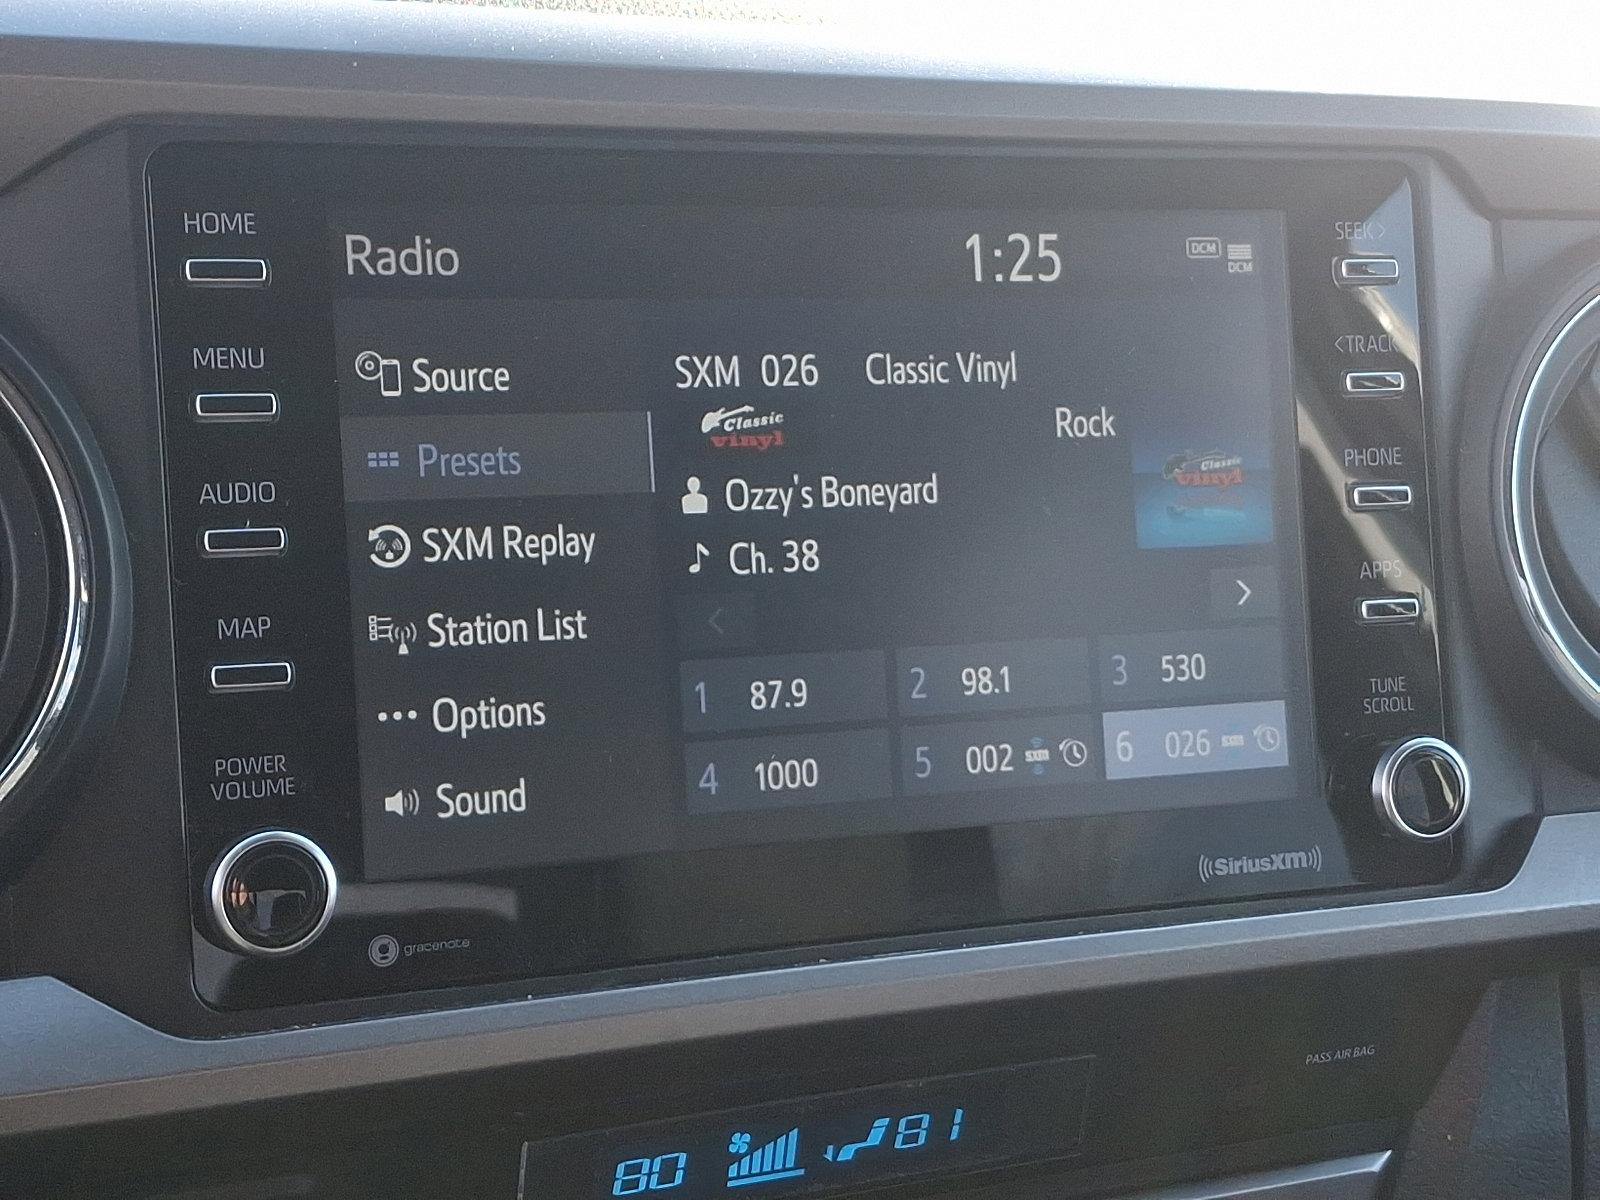 HOME
MENU
AUDIO
MAP
POWER
VOLUME
Radio
1:25
DCM
DCM
Source
Presets
SXM Replay
Station List
Options
Sound
SXM 026 Classic Vinyl
Classic
vinyl
Rock
Classic
vinyl
Ozzy's Boneyard
Ch. 38
<
>
1 87.9
2 98.1
3 530
4 1000
5 002 SXM
6 026 SXM
SEEK>
<TRACK
PHONE
APPS
TUNE
SCROLL
((SiriusXM))
gracenote
PASS AIR BAG
80
81